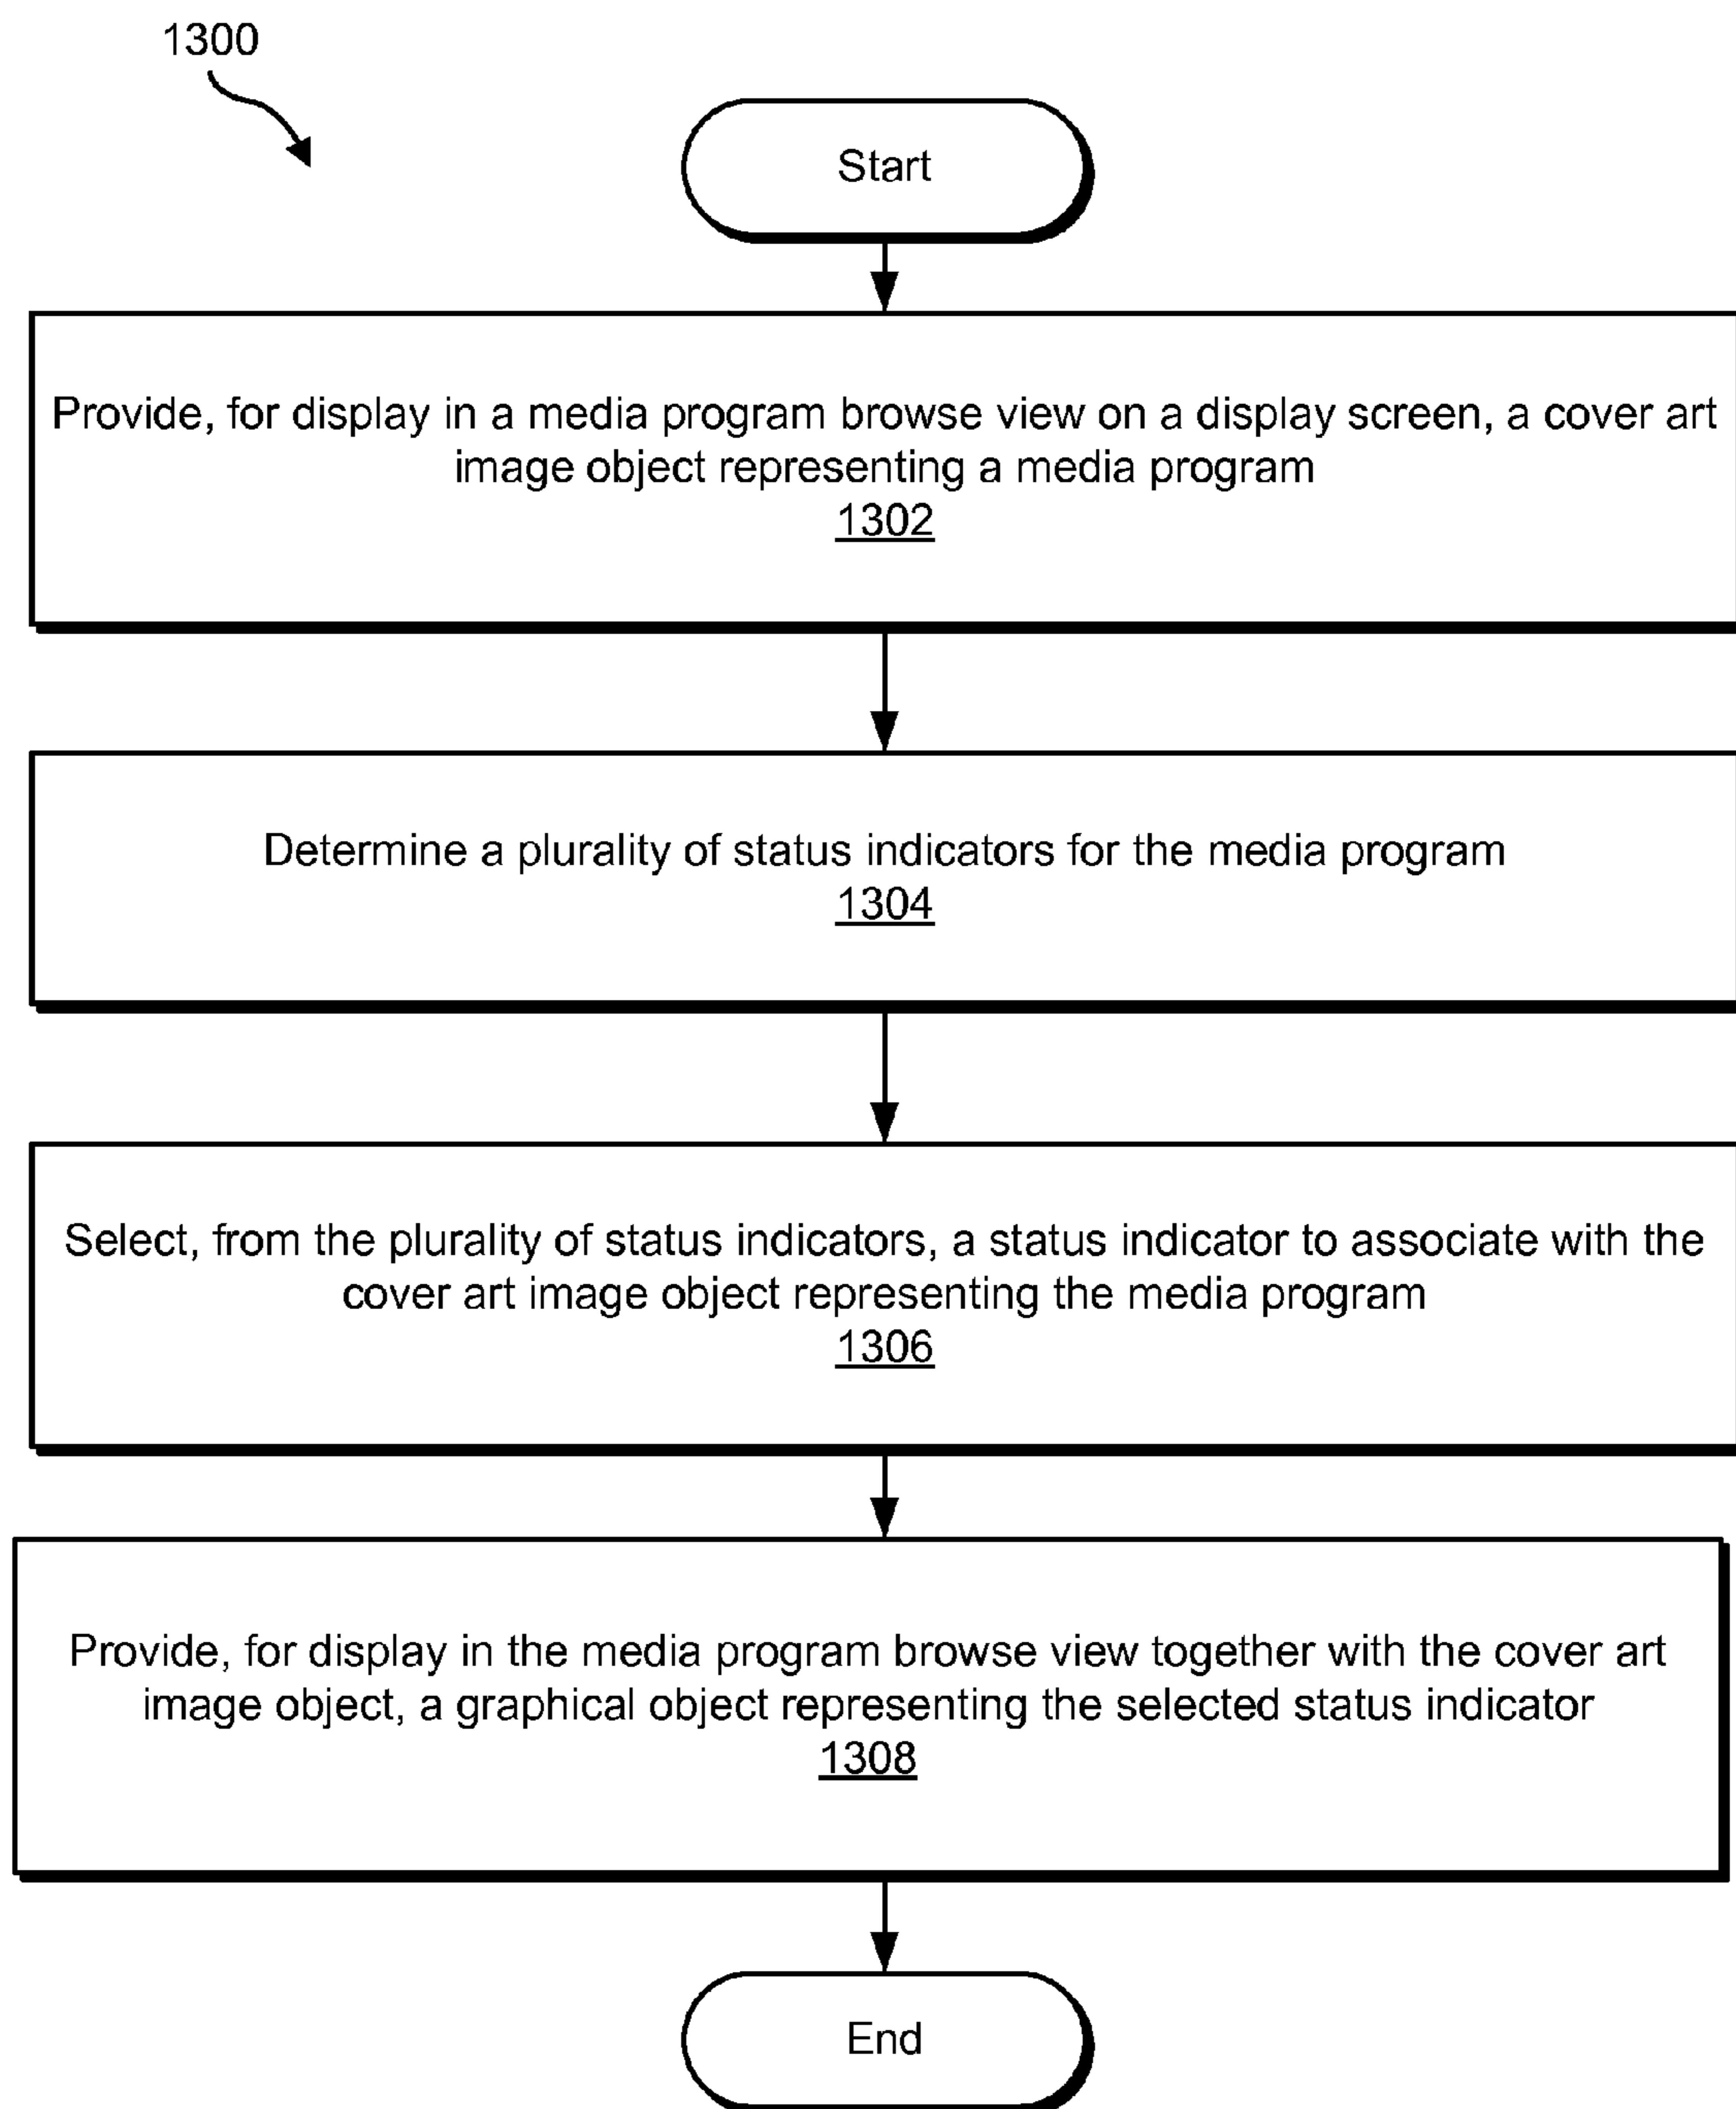 1300
Start
Provide, for display in a media program browse view on a display screen, a cover art
image object representing a media program
1302
Determine a plurality of status indicators for the media program
1304
Select, from the plurality of status indicators, a status indicator to associate with the
cover art image object representing the media program
1306
Provide, for display in the media program browse view together with the cover art
image object, a graphical object representing the selected status indicator
1308
End